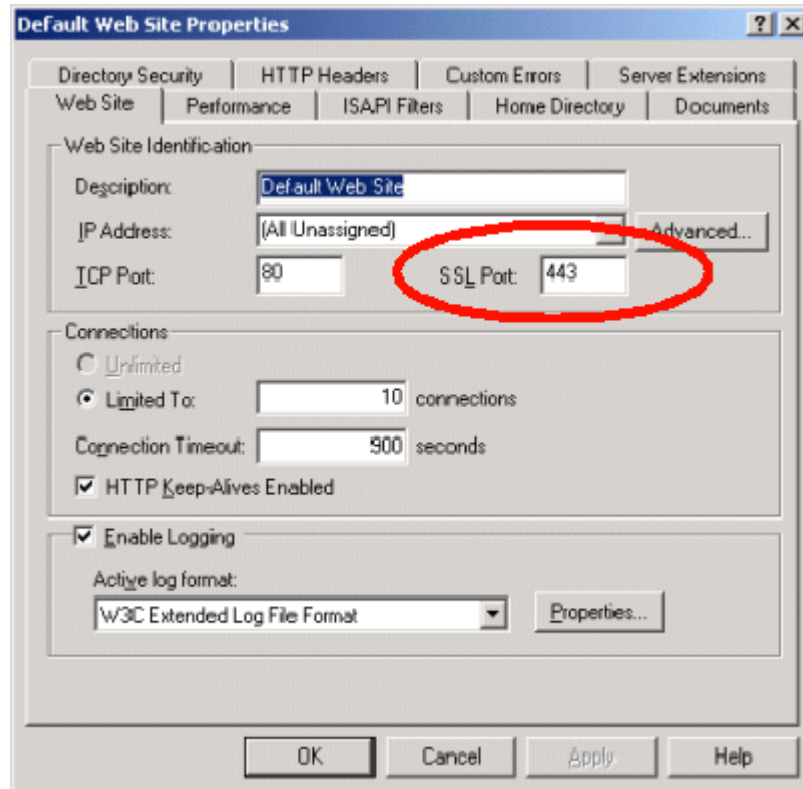 Default Web Site Properties
Directory Security HTTP Headers Custom Errors Server Extensions
Web Site Performance ISAPI Filters Home Directory Documents
Web Site Identification
Description: Default Web Site
IP Address: (All Unassigned) Advanced...
TCP Port: 80 SSL Port: 443
Connections
Unlimited
Limited To: 10 connections
Connection Timeout: 900 seconds
HTTP Keep-Alives Enabled
Enable Logging
Active log format:
W3C Extended Log File Format Properties...
OK Cancel Apply Help